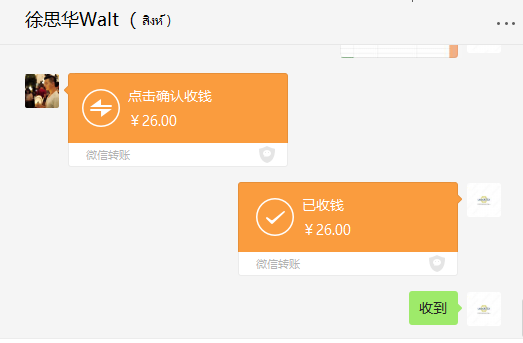 徐思华Walt（สิงห์）
点击确认收钱
￥26.00
微信转账
已收钱
￥26.00
微信转账
收到